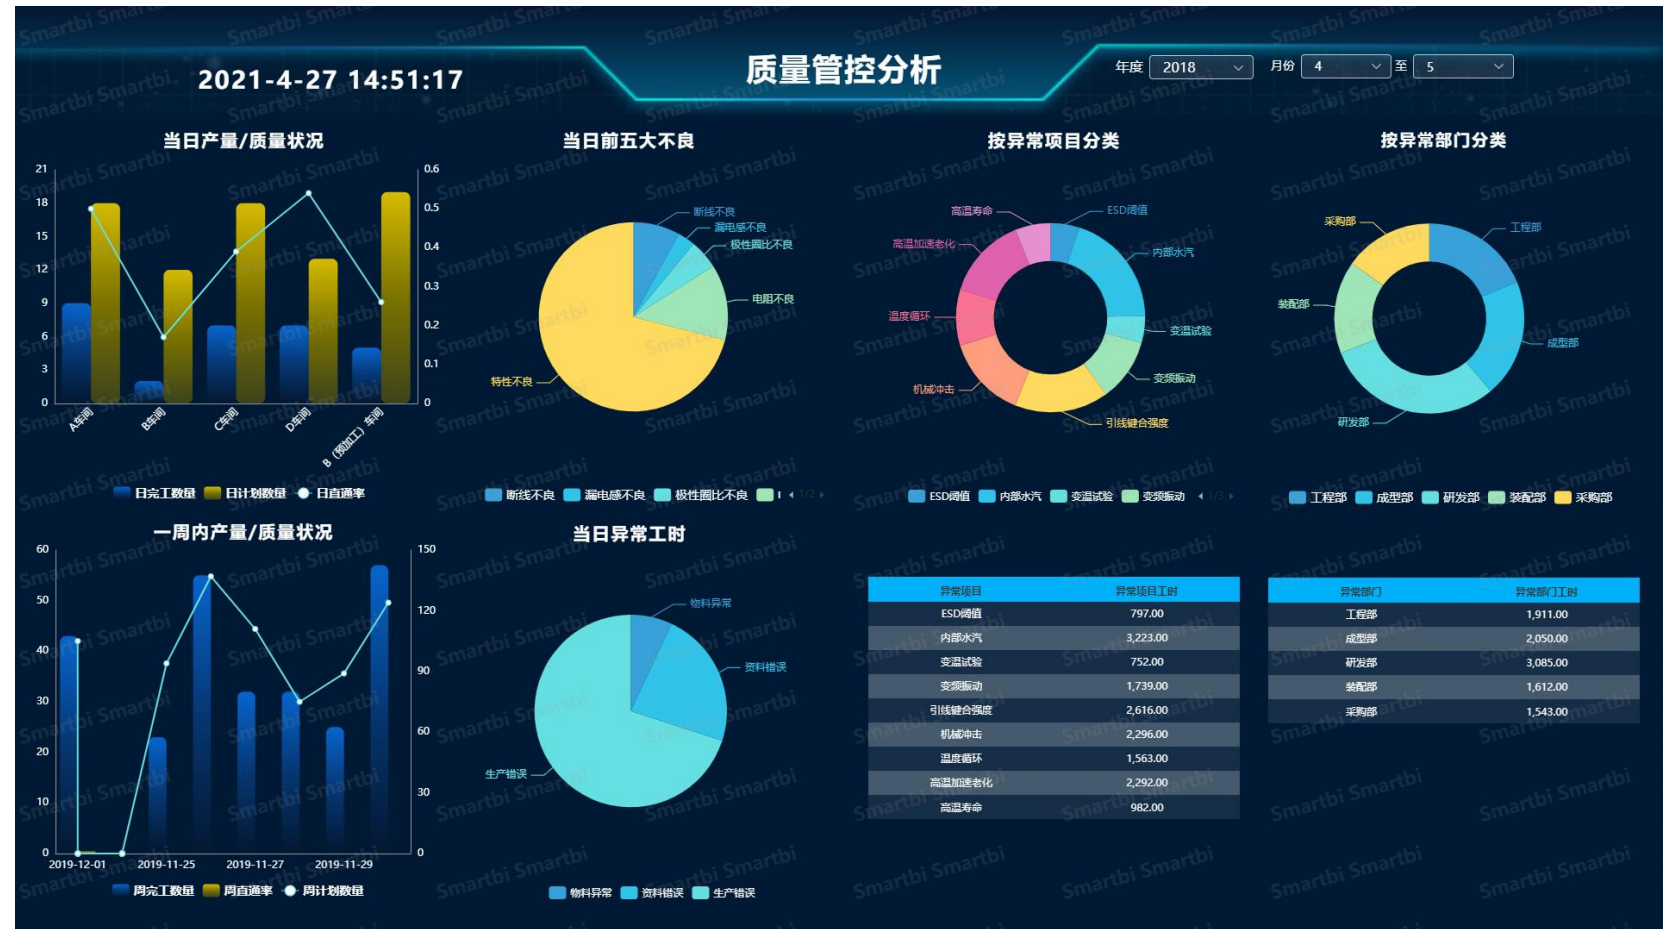 2021-4-27 14:51:17
质量管控分析
年度 2018 月份 4 至 5
当日产量/质量状况
21
18
15
12
9
6
3
0
0.6
0.5
0.4
0.3
0.2
0.1
0
A车间
B车间
C车间
D车间
B（预加工）车间
日完工数量 日计划数量 日直通率
当日前五大不良
断线不良
漏电感不良
极性圈比不良
电阻不良
特性不良
断线不良 漏电感不良 极性圈比不良 1/2
按异常项目分类
高温寿命
ESD阈值
高温加速老化
内部水汽
温度循环
变温试验
机械冲击
变频振动
引线键合强度
ESD阈值 内部水汽 变温试验 变频振动 1/3
按异常部门分类
采购部
工程部
装配部
成型部
研发部
工程部 成型部 研发部 装配部 采购部
一周内产量/质量状况
60
50
40
30
20
10
0
150
120
90
60
30
0
2019-12-01 2019-11-25 2019-11-27 2019-11-29
周完工数量 周直通率 周计划数量
当日异常工时
物料异常
资料错误
生产错误
物料异常 资料错误 生产错误
异常项目 异常项目工时
ESD阈值 797.00
内部水汽 3,223.00
变温试验 752.00
变频振动 1,739.00
引线键合强度 2,616.00
机械冲击 2,296.00
温度循环 1,563.00
高温加速老化 2,292.00
高温寿命 982.00
异常部门 异常部门工时
工程部 1,911.00
成型部 2,050.00
研发部 3,085.00
装配部 1,612.00
采购部 1,543.00
Smartbi Smartbi